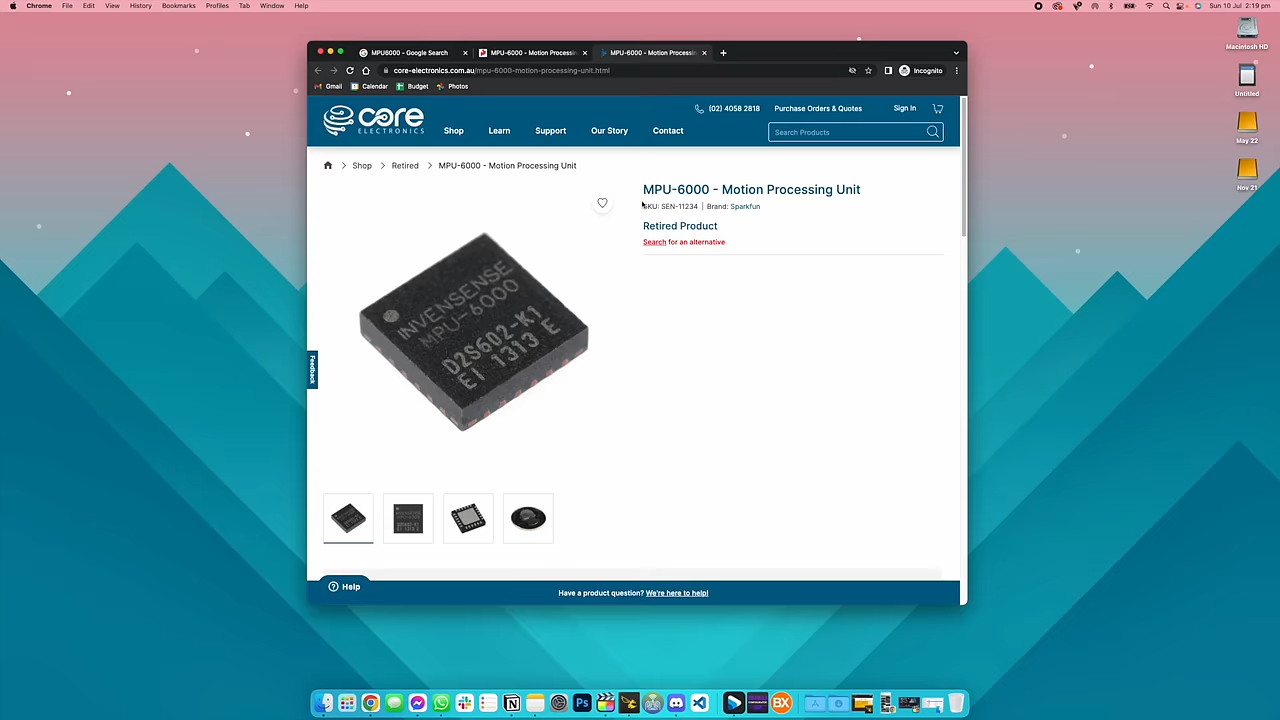 Chrome File Edit View History Bookmarks Profiles Tab Window Help
Sun 10 Jul 2:19 pm
Macintosh HD
Untitled
May 22
Nov 21
MPU6000 - Google Search
MPU-6000 - Motion Processin
MPU-6000 - Motion Processin
core-electronics.com.au/mpu-6000-motion-processing-unit.html
Incognito
Gmail Calendar Budget Photos
core
ELECTRONICS
(02) 4058 2818 Purchase Orders & Quotes Sign In
Shop Learn Support Our Story Contact
Search Products
Shop Retired MPU-6000 - Motion Processing Unit
MPU-6000 - Motion Processing Unit
SKU: SEN-11234 | Brand: Sparkfun
Retired Product
Search for an alternative
INVENSENSE
MPU-6000
D2S602-K1
EI 1313 E
Feedback
Help
Have a product question? We're here to help!
Ps
BX